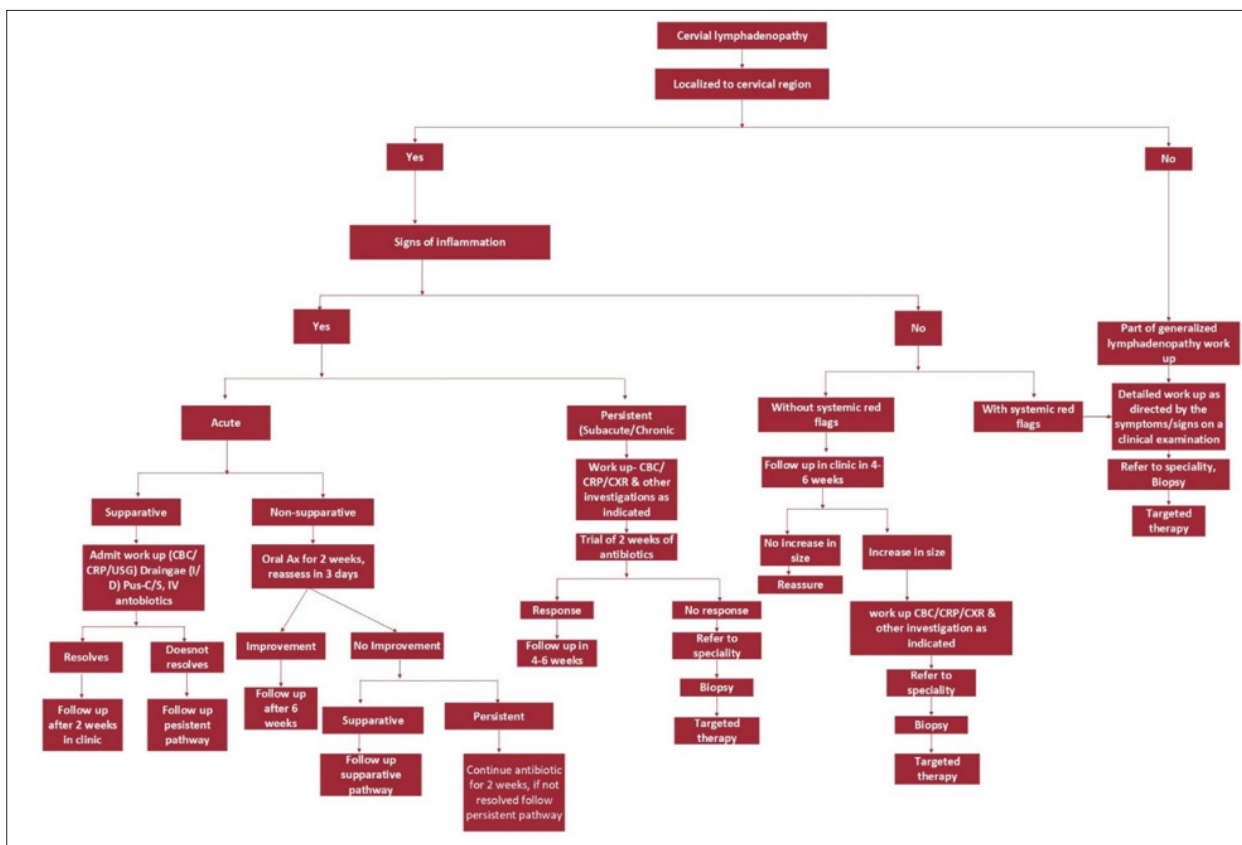 Cervial lymphadenopathy
Localized to cervical region
Yes
No
Signs of inflammation
Yes
No
Part of generalized
lymphadenopathy work
up
Acute
Persistent
(Subacute/Chronic
Without systemic red
flags
With systemic red
flags
Detailed work up as
directed by the
symptoms/signs on a
clinical examination
Work up- CBC/
CRP/CXR & other
investigations as
indicated
Follow up in clinic in 4-
6 weeks
Refer to speciality,
Biopsy
Targeted
therapy
Supparative
Non-supparative
Trial of 2 weeks of
antibiotics
No increase in
size
Increase in size
Reassure
Admit work up (CBC/
CRP/USG) Draingae (I/
D) Pus-C/S, IV
antobiotics
Oral Ax for 2 weeks,
reassess in 3 days
Response
No response
work up CBC/CRP/CXR &
other investigation as
indicated
Follow up in
4-6 weeks
Refer to
speciality
Resolves
Doesnot
resolves
Improvement
No Improvement
Refer to
speciality
Biopsy
Biopsy
Follow up
after 2 weeks
in clinic
Follow up
pesistent
pathway
Follow up
after 6
weeks
Supparative
Persistent
Targeted
therapy
Targeted
therapy
Follow up
supparative
pathway
Continue antibiotic
for 2 weeks, if not
resolved follow
persistent pathway